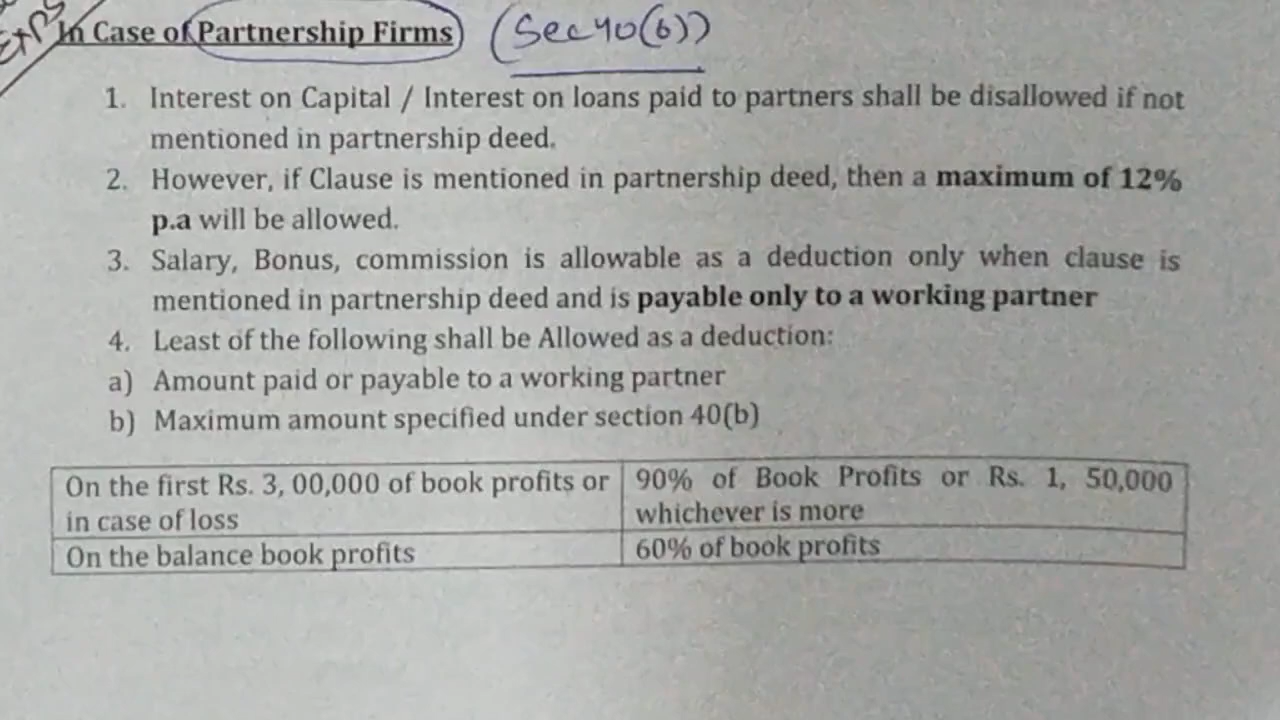 Exps
In Case of Partnership Firms (Sec 40(b))
1. Interest on Capital / Interest on loans paid to partners shall be disallowed if not
mentioned in partnership deed.
2. However, if Clause is mentioned in partnership deed, then a maximum of 12%
p.a will be allowed.
3. Salary, Bonus, commission is allowable as a deduction only when clause is
mentioned in partnership deed and is payable only to a working partner
4. Least of the following shall be Allowed as a deduction:
a) Amount paid or payable to a working partner
b) Maximum amount specified under section 40(b)
On the first Rs. 3, 00,000 of book profits or 90% of Book Profits or Rs. 1, 50,000
in case of loss whichever is more
On the balance book profits 60% of book profits